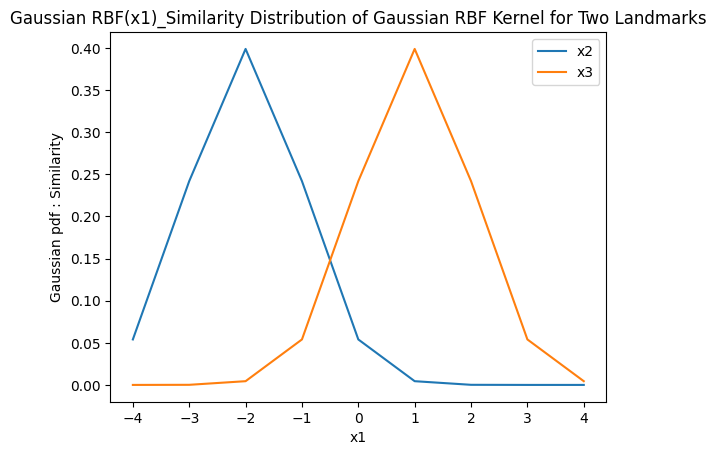 Gaussian RBF(x1)_Similarity Distribution of Gaussian RBF Kernel for Two Landmarks
x2
x3
Gaussian pdf : Similarity
0.40
0.35
0.30
0.25
0.20
0.15
0.10
0.05
0.00
−4 −3 −2 −1 0 1 2 3 4
x1